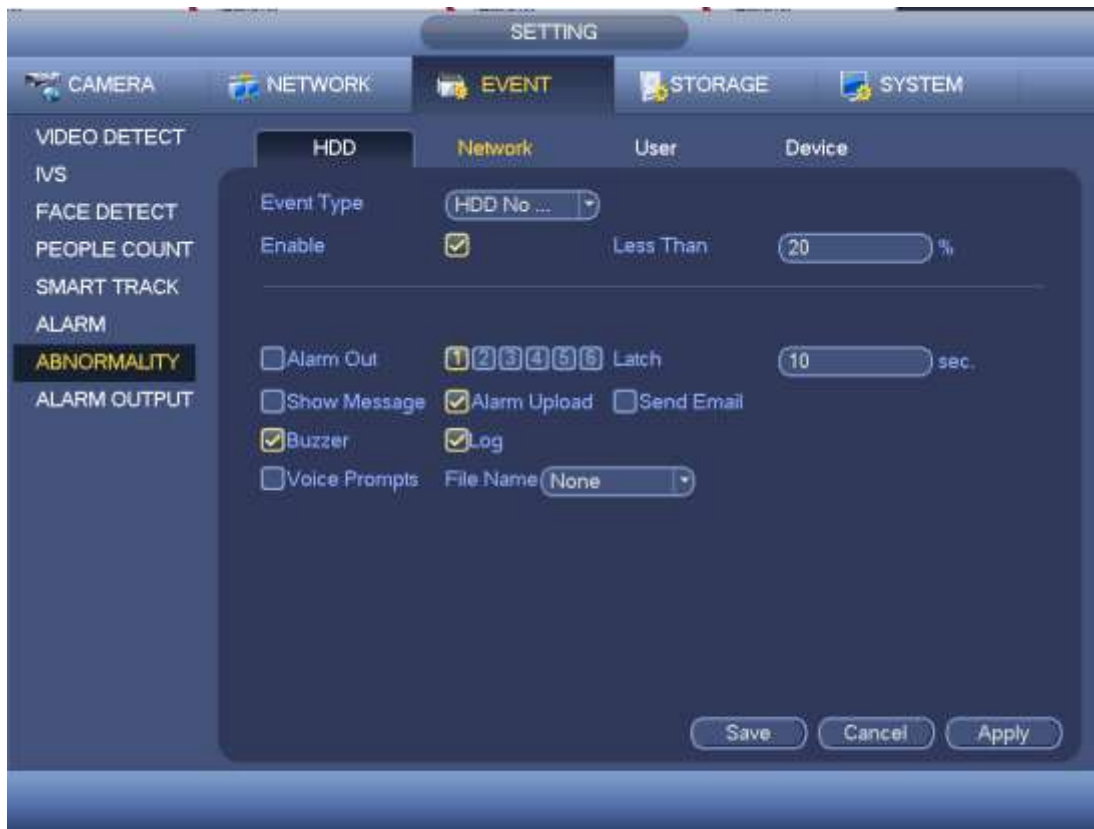 SETTING
CAMERA NETWORK EVENT STORAGE SYSTEM
VIDEO DETECT
IVS
FACE DETECT
PEOPLE COUNT
SMART TRACK
ALARM
ABNORMALITY
ALARM OUTPUT
HDD Network User Device
Event Type HDD No ...
Enable Less Than 20 %
Alarm Out 1 2 3 4 5 6 Latch 10 sec.
Show Message Alarm Upload Send Email
Buzzer Log
Voice Prompts File Name None
Save Cancel Apply